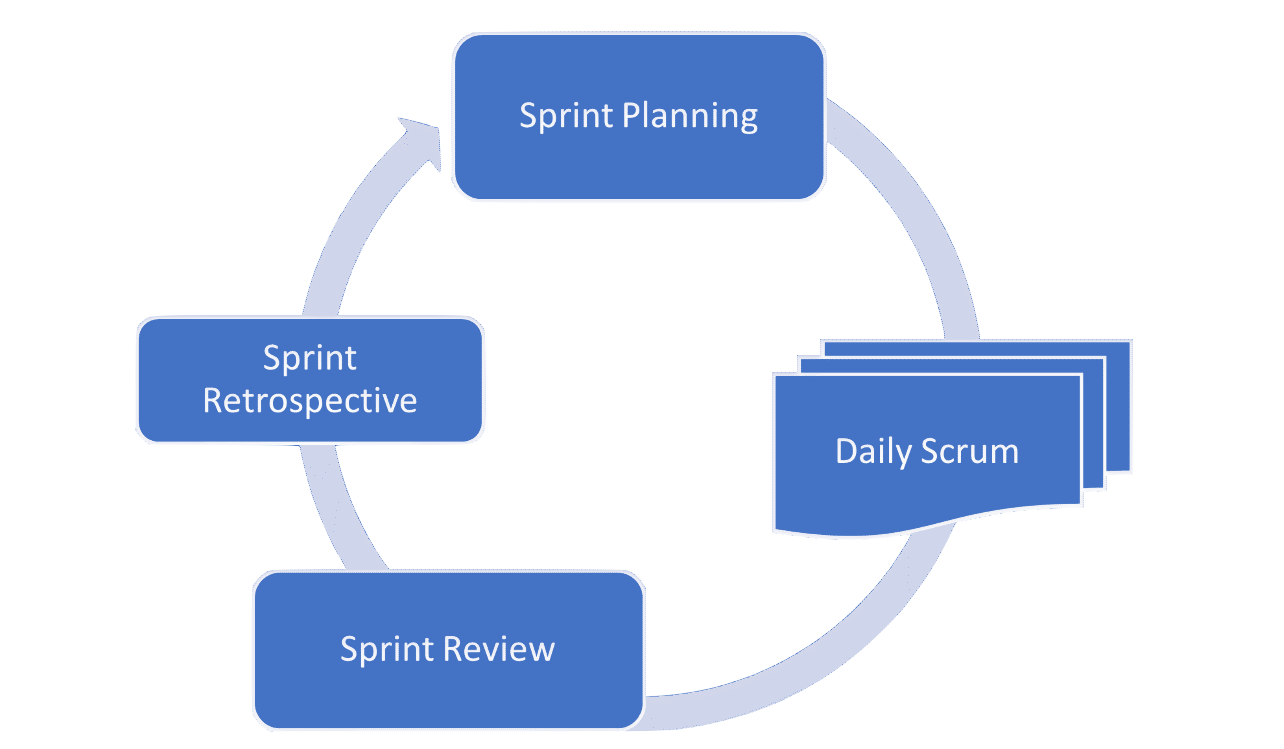 Sprint Planning
Daily Scrum
Sprint Review
Sprint
Retrospective